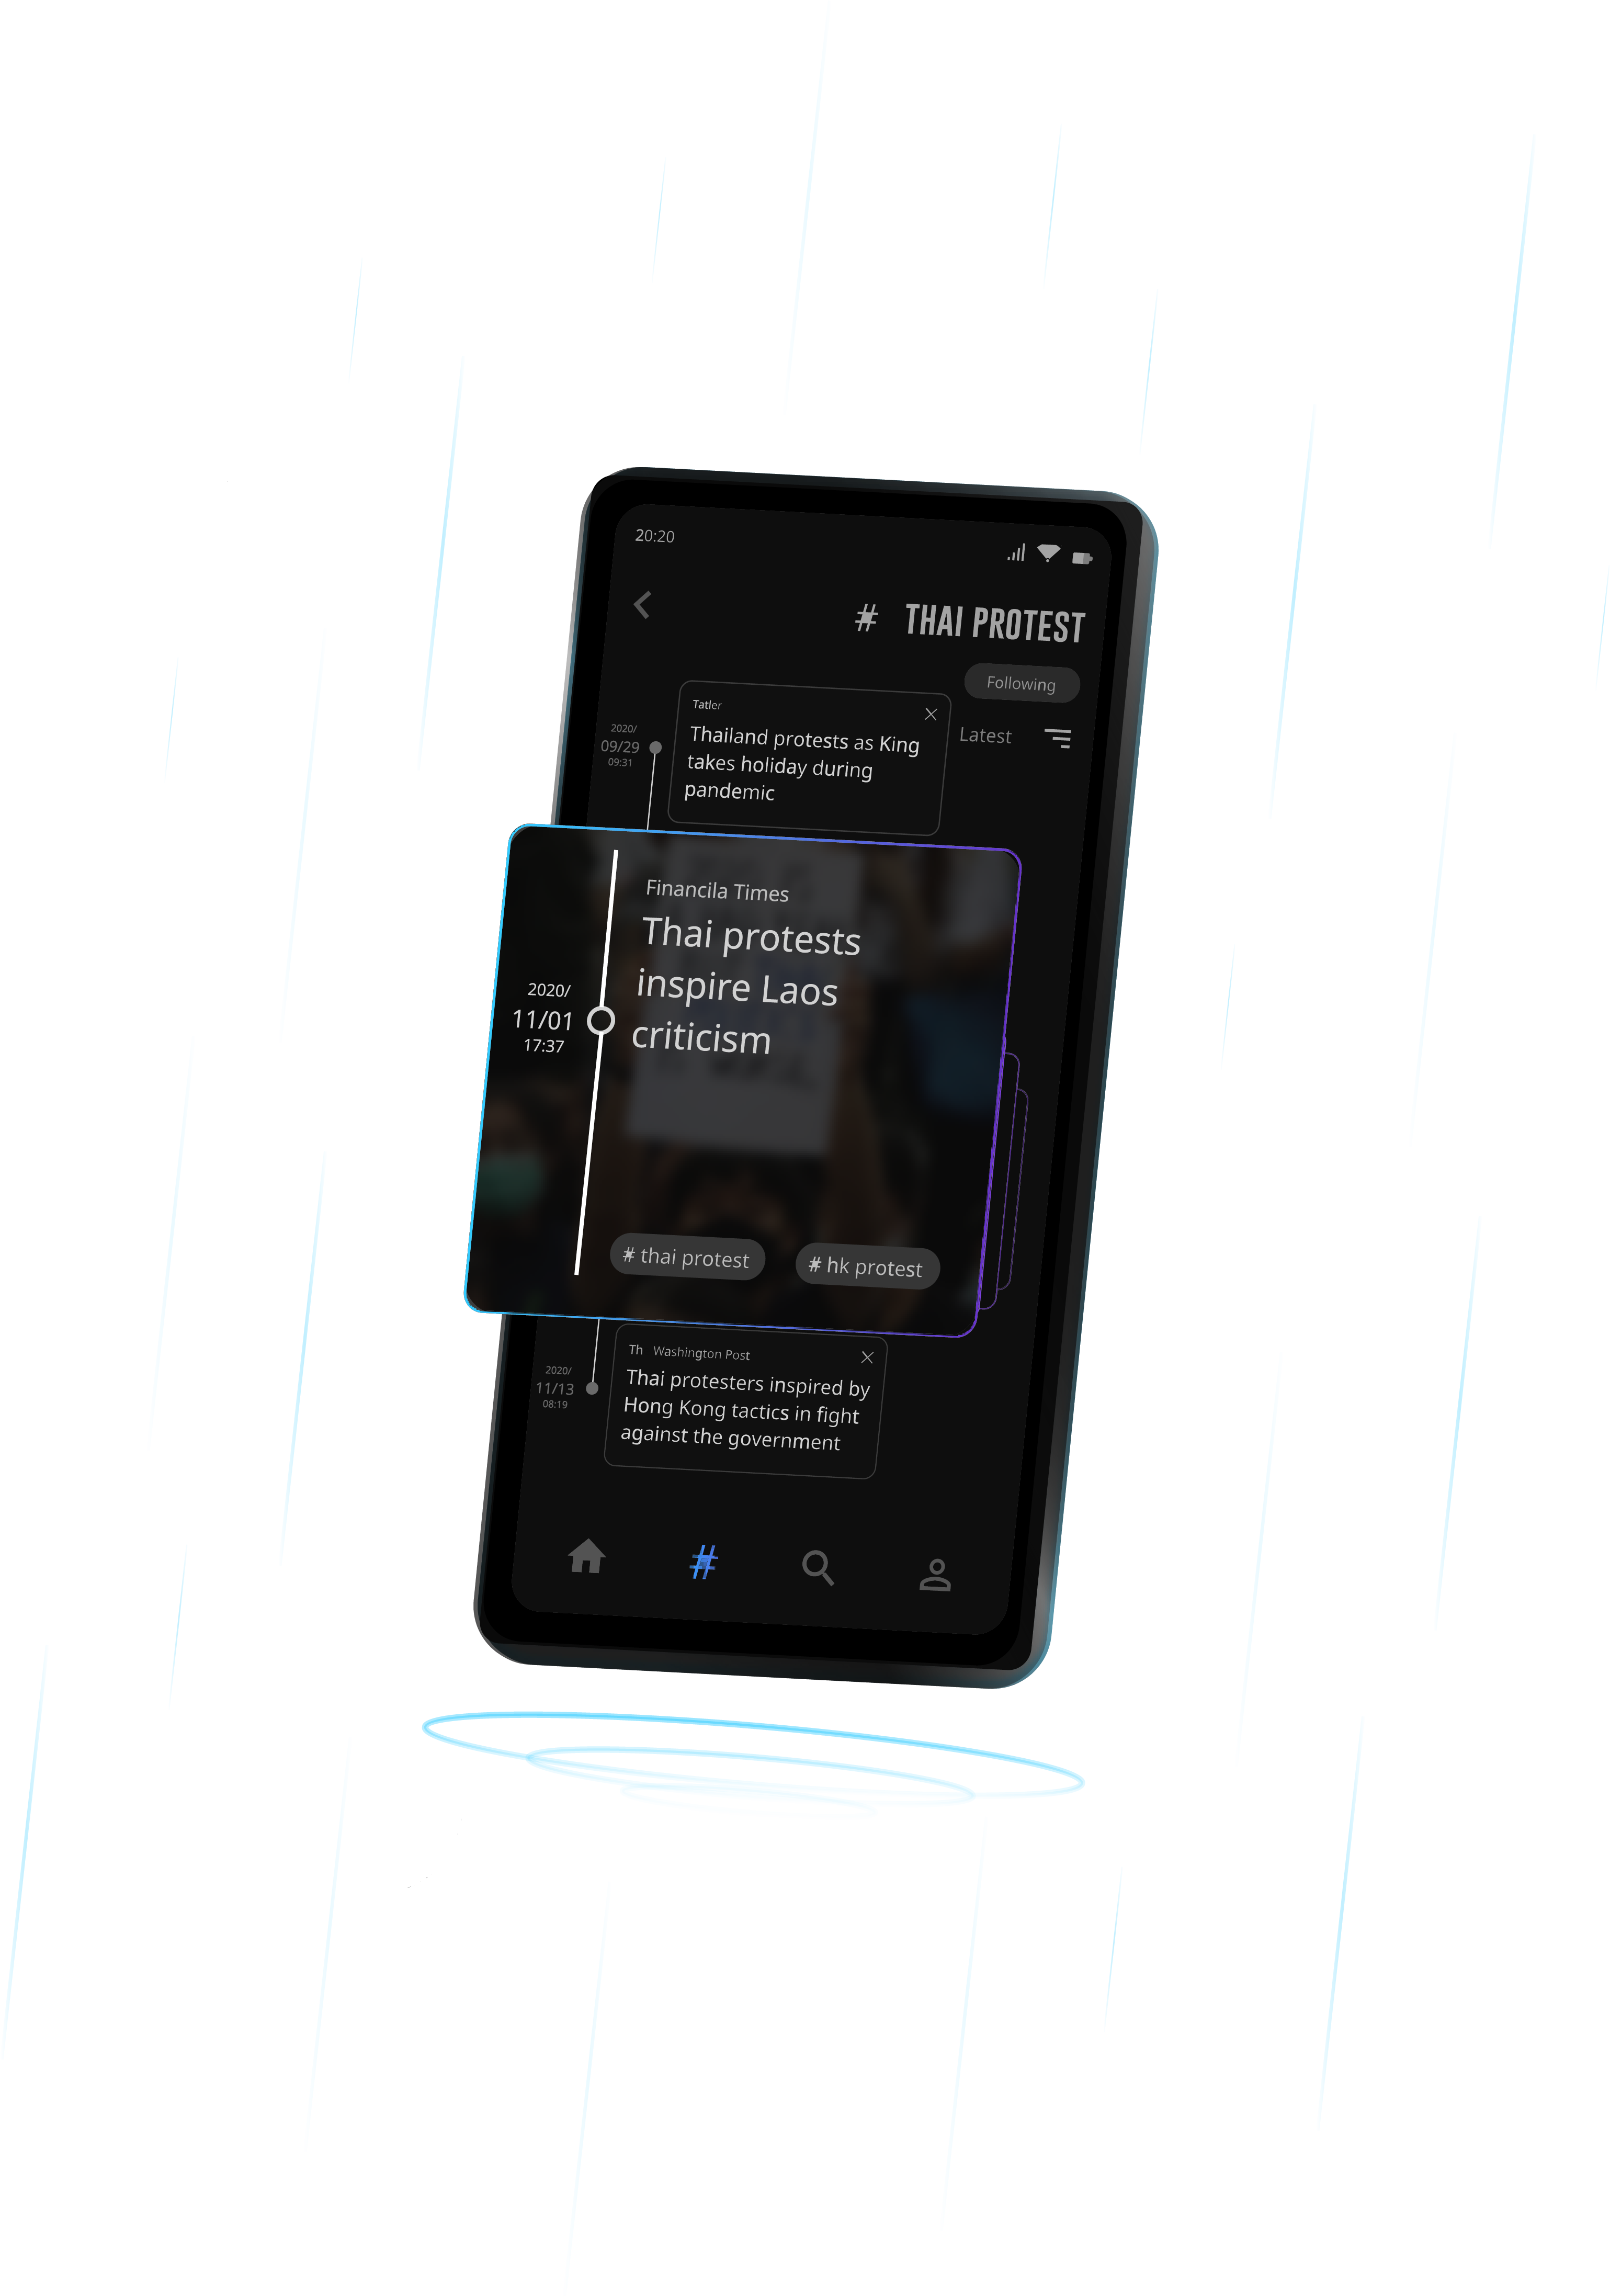 20:20
# THAI PROTEST
Following
Latest
2020/
09/29
09:31
Tatler
Thailand protests as King
takes holiday during
pandemic
2020/
11/01
17:37
Financila Times
Thai protests
inspire Laos
criticism
# thai protest
# hk protest
2020/
11/13
08:19
Th Washington Post
Thai protesters inspired by
Hong Kong tactics in fight
against the government